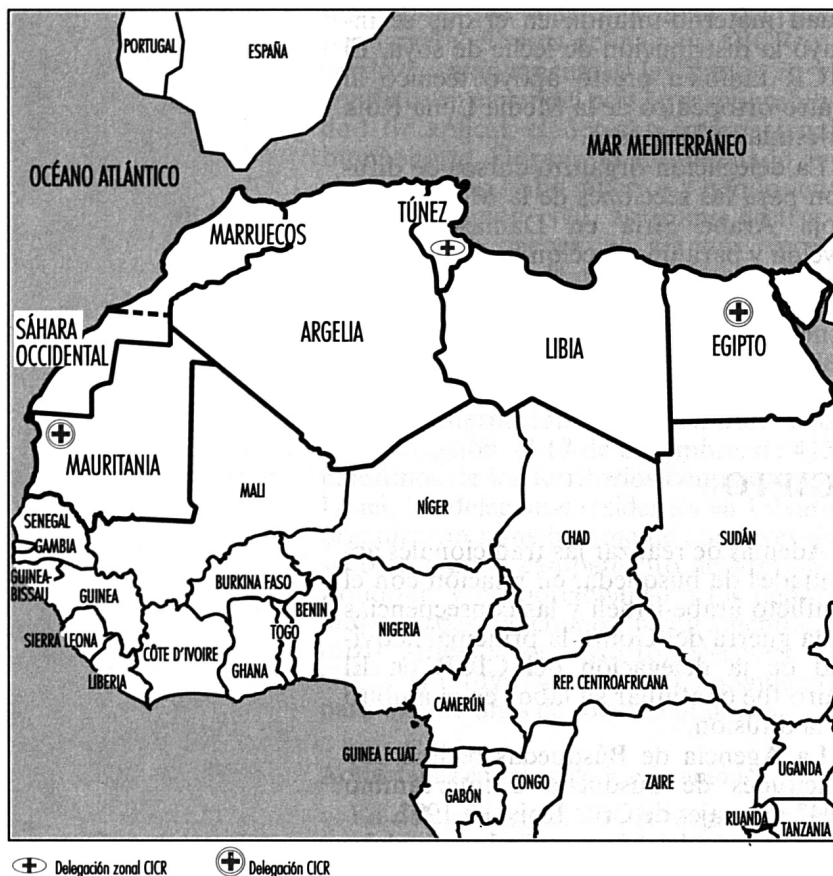 PORTUGAL
ESPAÑA
MAR MEDITERRÁNEO
OCÉANO ATLÁNTICO
TÚNEZ
MARRUECOS
SÁHARA
OCCIDENTAL
ARGELIA
LIBIA
EGIPTO
MAURITANIA
MALI
NÍGER
CHAD
SUDÁN
SENEGAL
GAMBIA
GUINEA-
BISSAU
GUINEA
BURKINA FASO
BENIN
NIGERIA
TOGO
SIERRA LEONA
CÔTE D'IVOIRE
GHANA
LIBERIA
REP. CENTROAFRICANA
CAMERÚN
GUINEA ECUAT.
GABÓN
CONGO
ZAIRE
UGANDA
RUANDA
TANZANIA
Delegación zonal CICR
Delegación CICR